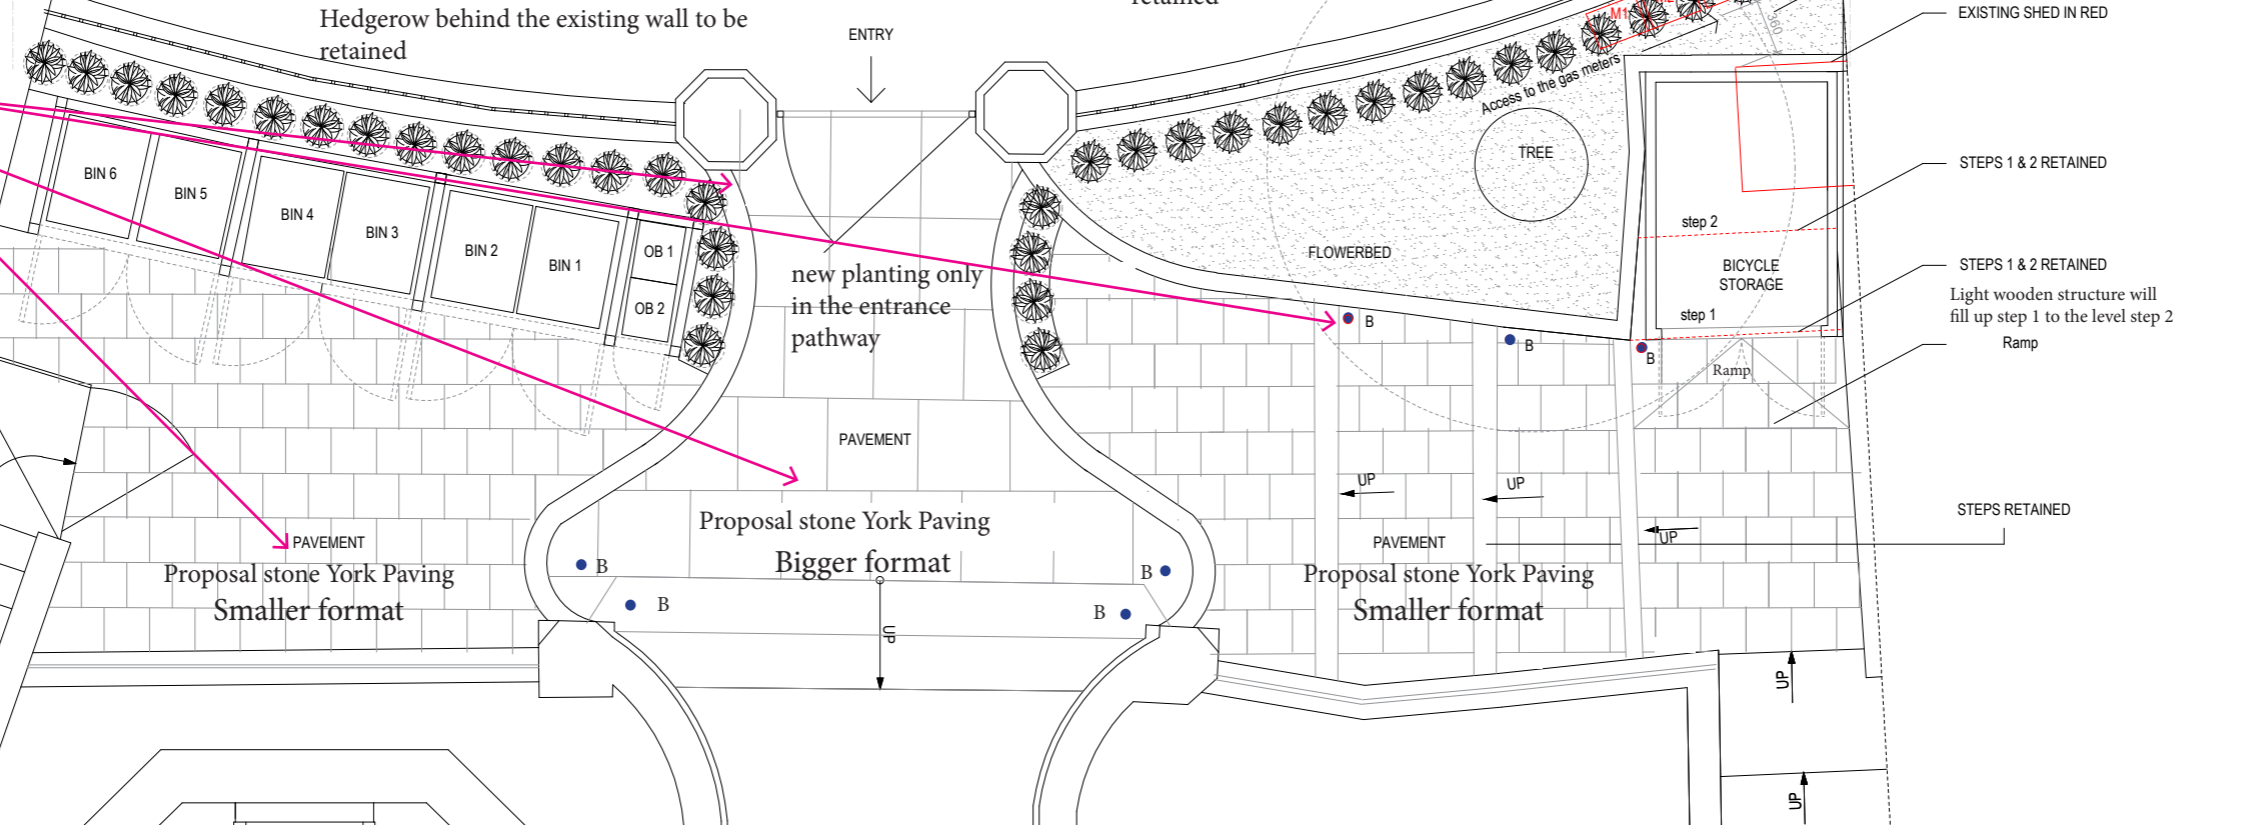 Hedgerow behind the existing wall to be
retained
retained
ENTRY
EXISTING SHED IN RED
M1
360
Access to the gas meters
TREE
STEPS 1 & 2 RETAINED
BIN 6
BIN 5
BIN 4
BIN 3
BIN 2
BIN 1
OB 1
OB 2
step 2
FLOWERBED
BICYCLE
STORAGE
STEPS 1 & 2 RETAINED
Light wooden structure will
fill up step 1 to the level step 2
new planting only
in the entrance
pathway
step 1
B
B
B
Ramp
Ramp
PAVEMENT
UP
UP
UP
STEPS RETAINED
Proposal stone York Paving
Bigger format
PAVEMENT
Proposal stone York Paving
Smaller format
PAVEMENT
Proposal stone York Paving
Smaller format
B
B
B
B
UP
UP
UP